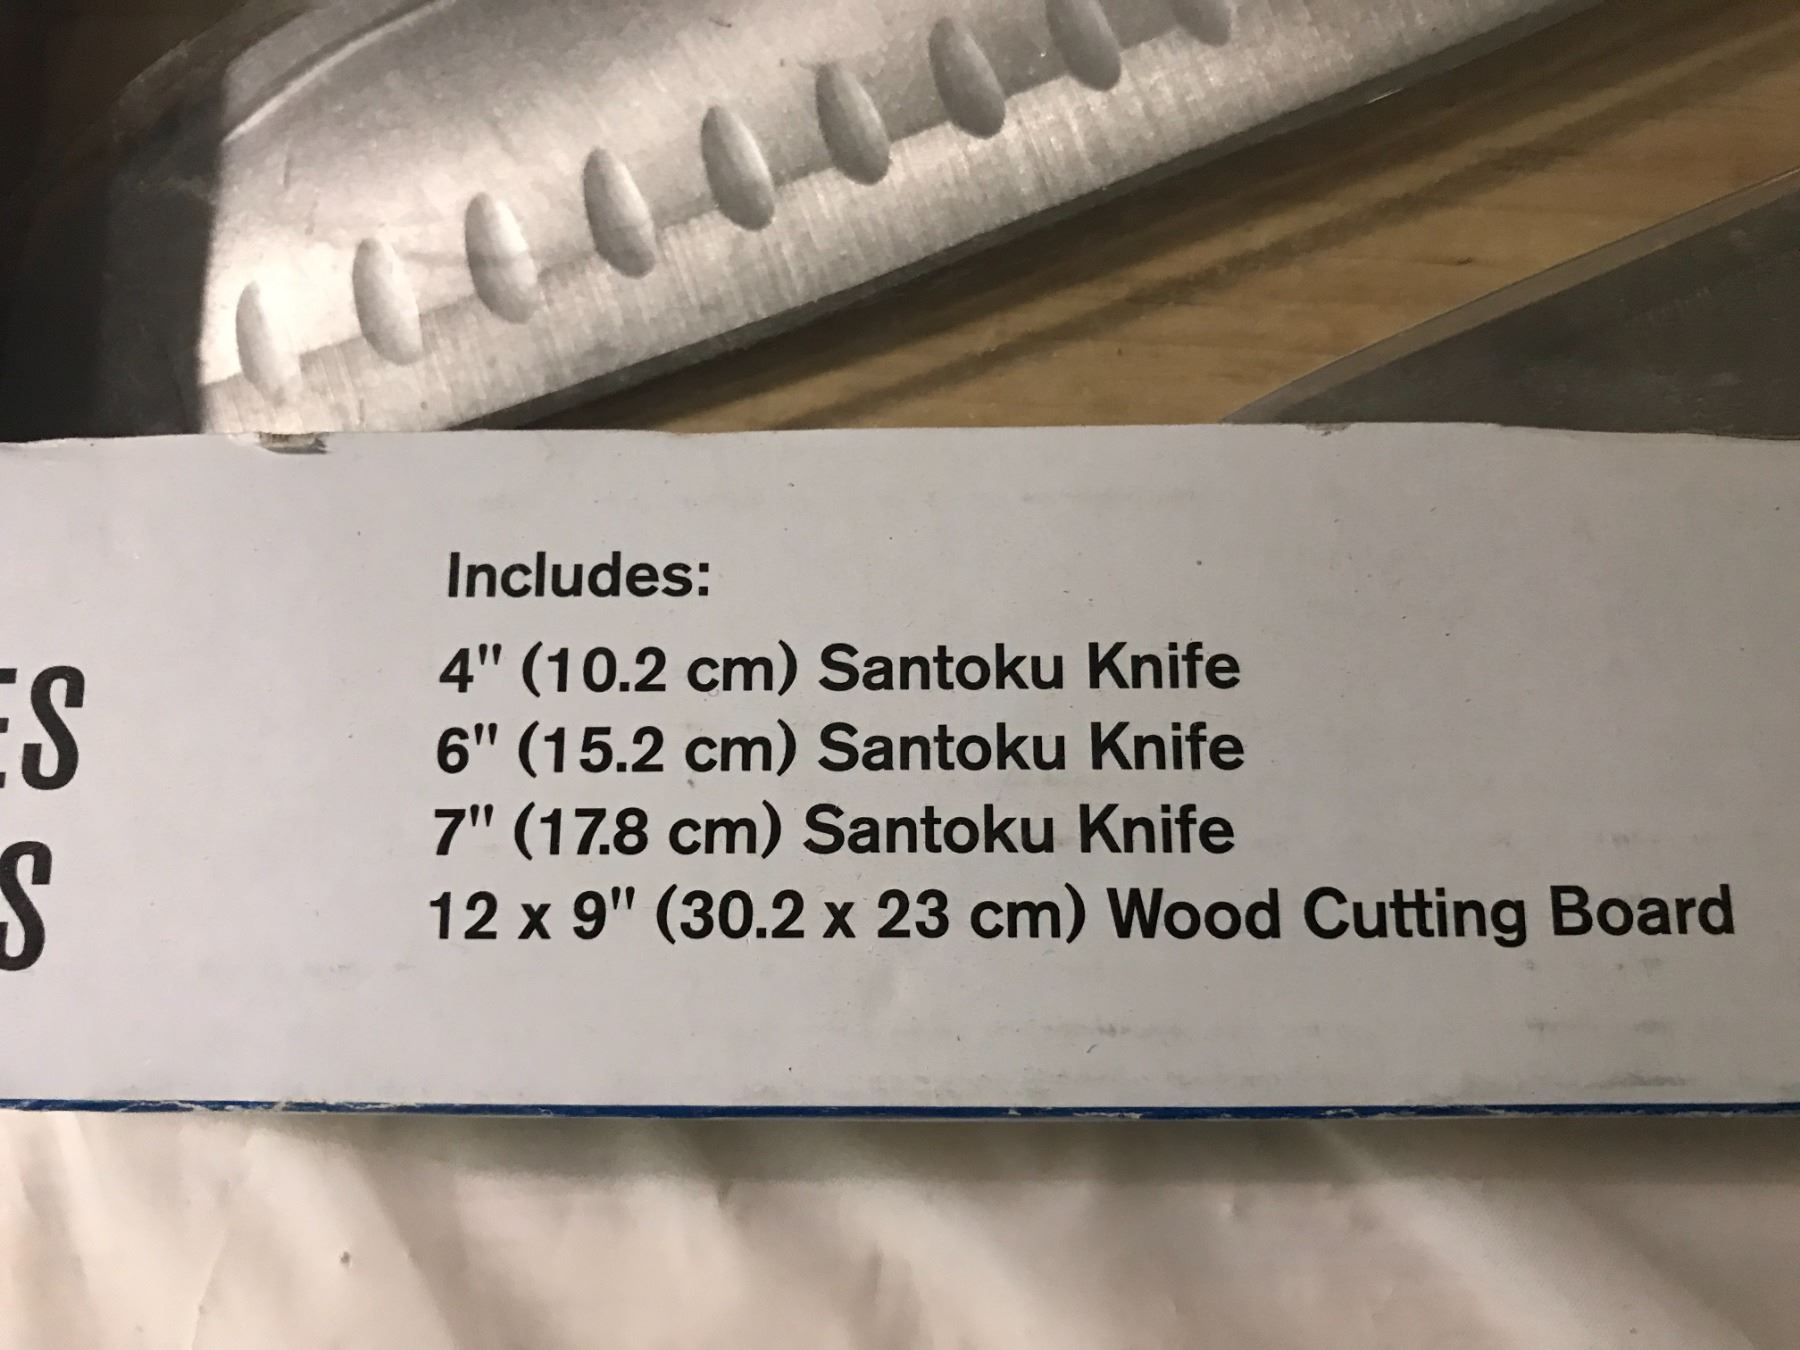 Includes:
4" (10.2 cm) Santoku Knife
6" (15.2 cm) Santoku Knife
7" (17.8 cm) Santoku Knife
12 x 9" (30.2 x 23 cm) Wood Cutting Board